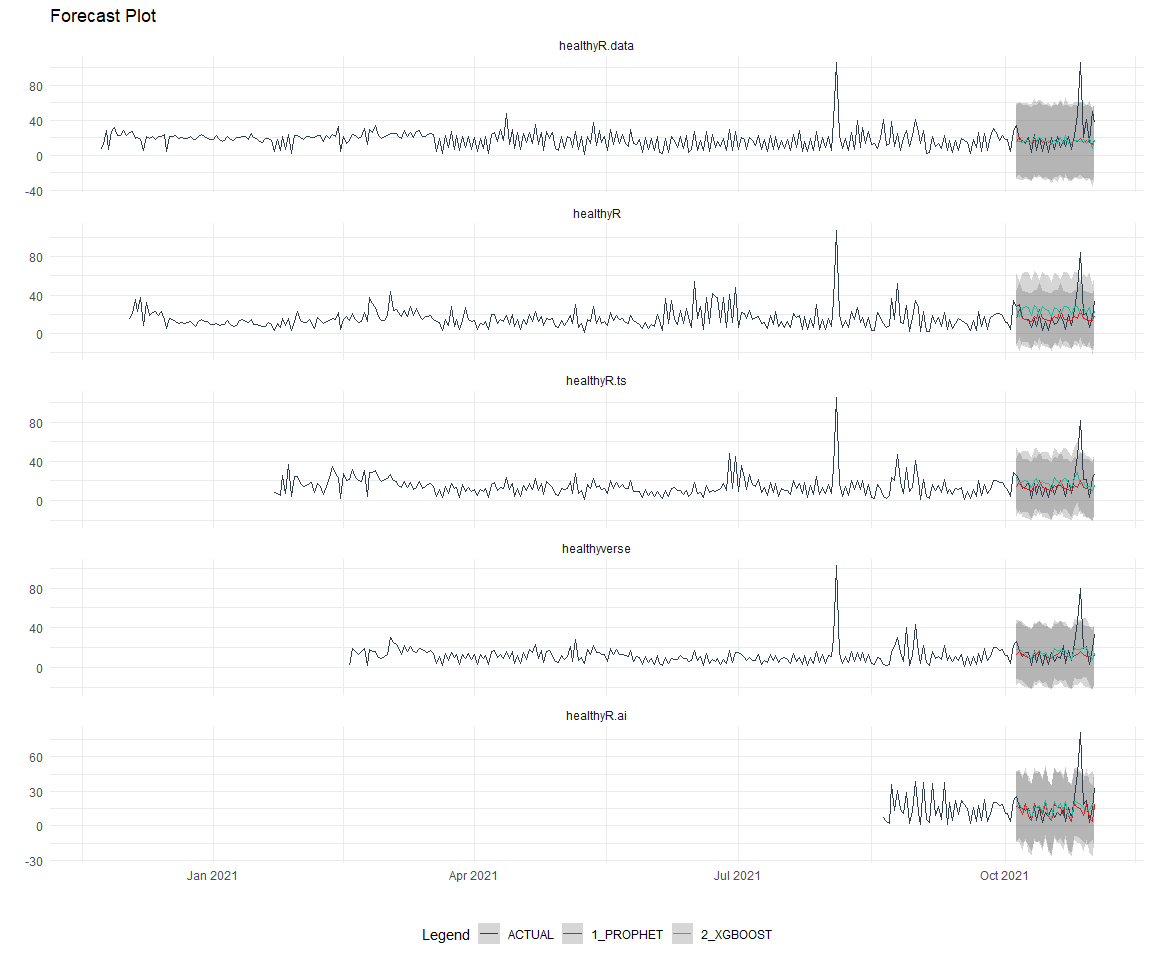 Forecast Plot
healthyR.data
80
40
0
-40
healthyR
80
40
0
healthyR.ts
80
40
0
healthyverse
80
40
0
healthyR.ai
60
30
0
-30
Jan 2021 Apr 2021 Jul 2021 Oct 2021
Legend ACTUAL 1_PROPHET 2_XGBOOST